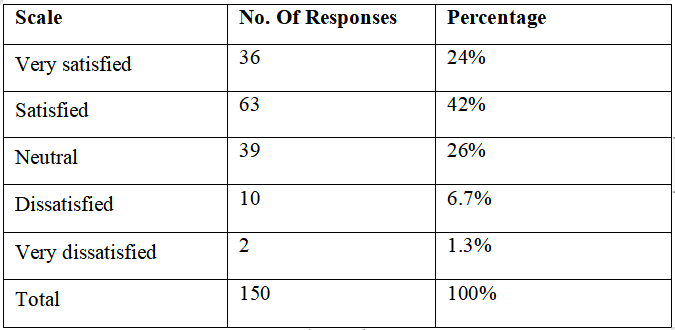 Scale No. Of Responses Percentage
Very satisfied 36 24%
Satisfied 63 42%
Neutral 39 26%
Dissatisfied 10 6.7%
Very dissatisfied 2 1.3%
Total 150 100%